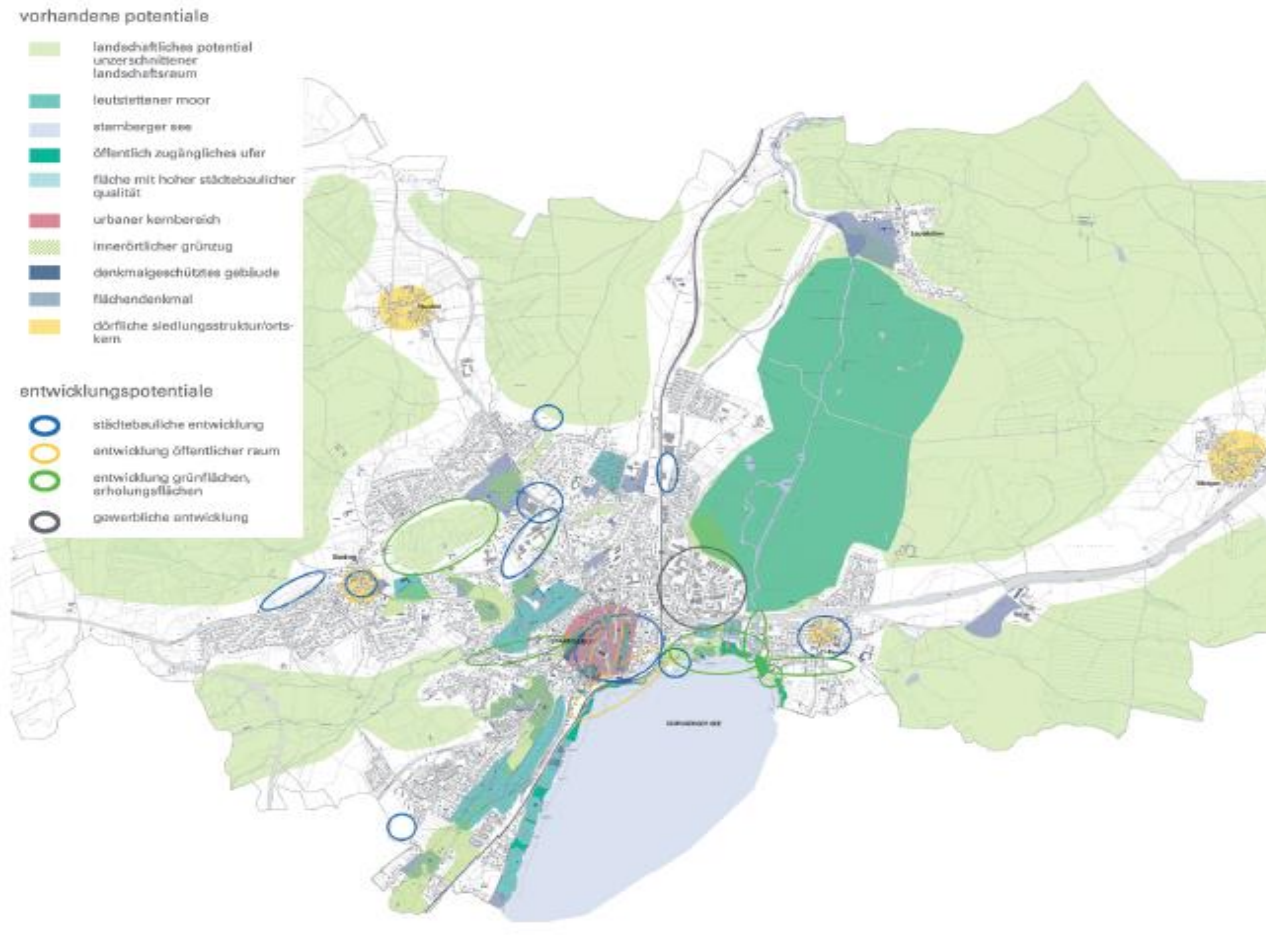 vorhandene potentiale
landschaftliches potential
unzerschnittener
landschaftsraum
leutstettener moor
starnberger see
öffentlich zugängliches ufer
fläche mit hoher städtebaulicher
qualität
urbaner kernbereich
innerörtlicher grünzug
denkmalgeschütztes gebäude
flächendenkmal
dörfliche siedlungsstruktur/orts-
kern
entwicklungspotentiale
städtebauliche entwicklung
entwicklung öffentlicher raum
entwicklung grünflächen,
erholungsflächen
gewerbliche entwicklung
STARNBERGER SEE